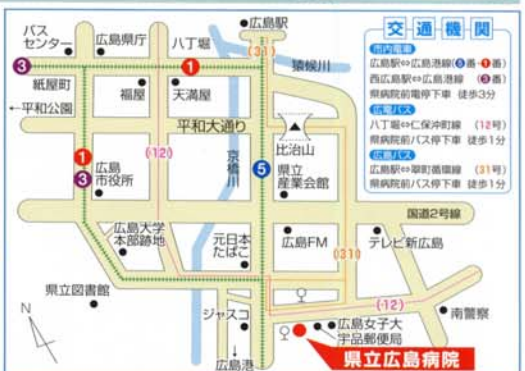 バス
センター
広島県庁
八丁堀
広島駅
(31)
猿候川
3
1
紙屋町
福屋
天満屋
←平和公園
平和大通り
比治山
1
3
広島
市役所
(12)
京橋川
5
県立
産業会館
国道2号線
広島大学
本部跡地
元日本
たばこ
広島FM
(31)
テレビ新広島
県立図書館
N
ジャスコ
↓
広島港
(12)
広島女子大
宇品郵便局
南警察
県立広島病院
交通機関
市内電車
広島駅⇔広島港線(5番・1番)
西広島駅⇔広島港線 (3番)
県病院前電停下車 徒歩3分
広電バス
八丁堀⇔仁保沖町線 (12号)
県病院前バス停下車 徒歩1分
広島バス
広島駅⇔翠町循環線 (31号)
県病院前バス停下車 徒歩1分